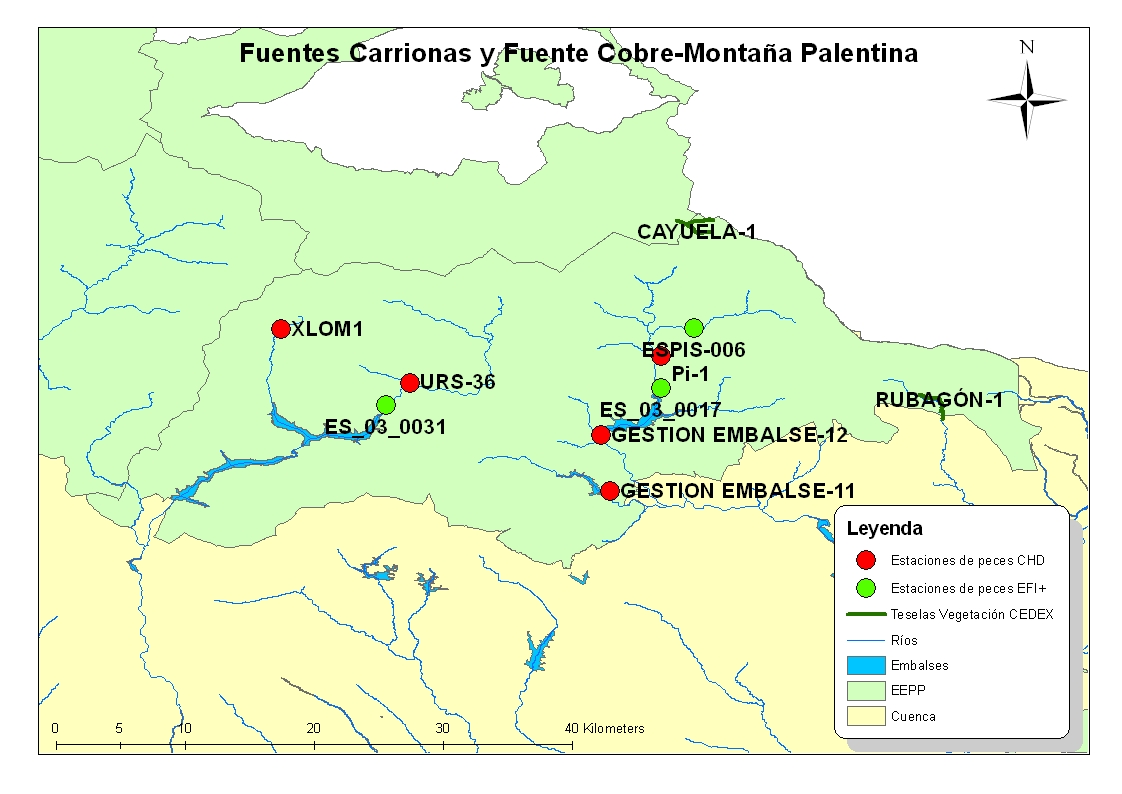 Fuentes Carrionas y Fuente Cobre-Montaña Palentina
N
CAYUELA-1
XLOM1
ESPIS-006
Pi-1
URS-36
RUBAGÓN-1
ES_03_0017
ES_03_0031
GESTION EMBALSE-12
GESTION EMBALSE-11
Leyenda
Estaciones de peces CHD
Estaciones de peces EFI+
Teselas Vegetación CEDEX
Ríos
Embalses
EEPP
Cuenca
0 5 10 20 30 40 Kilometers